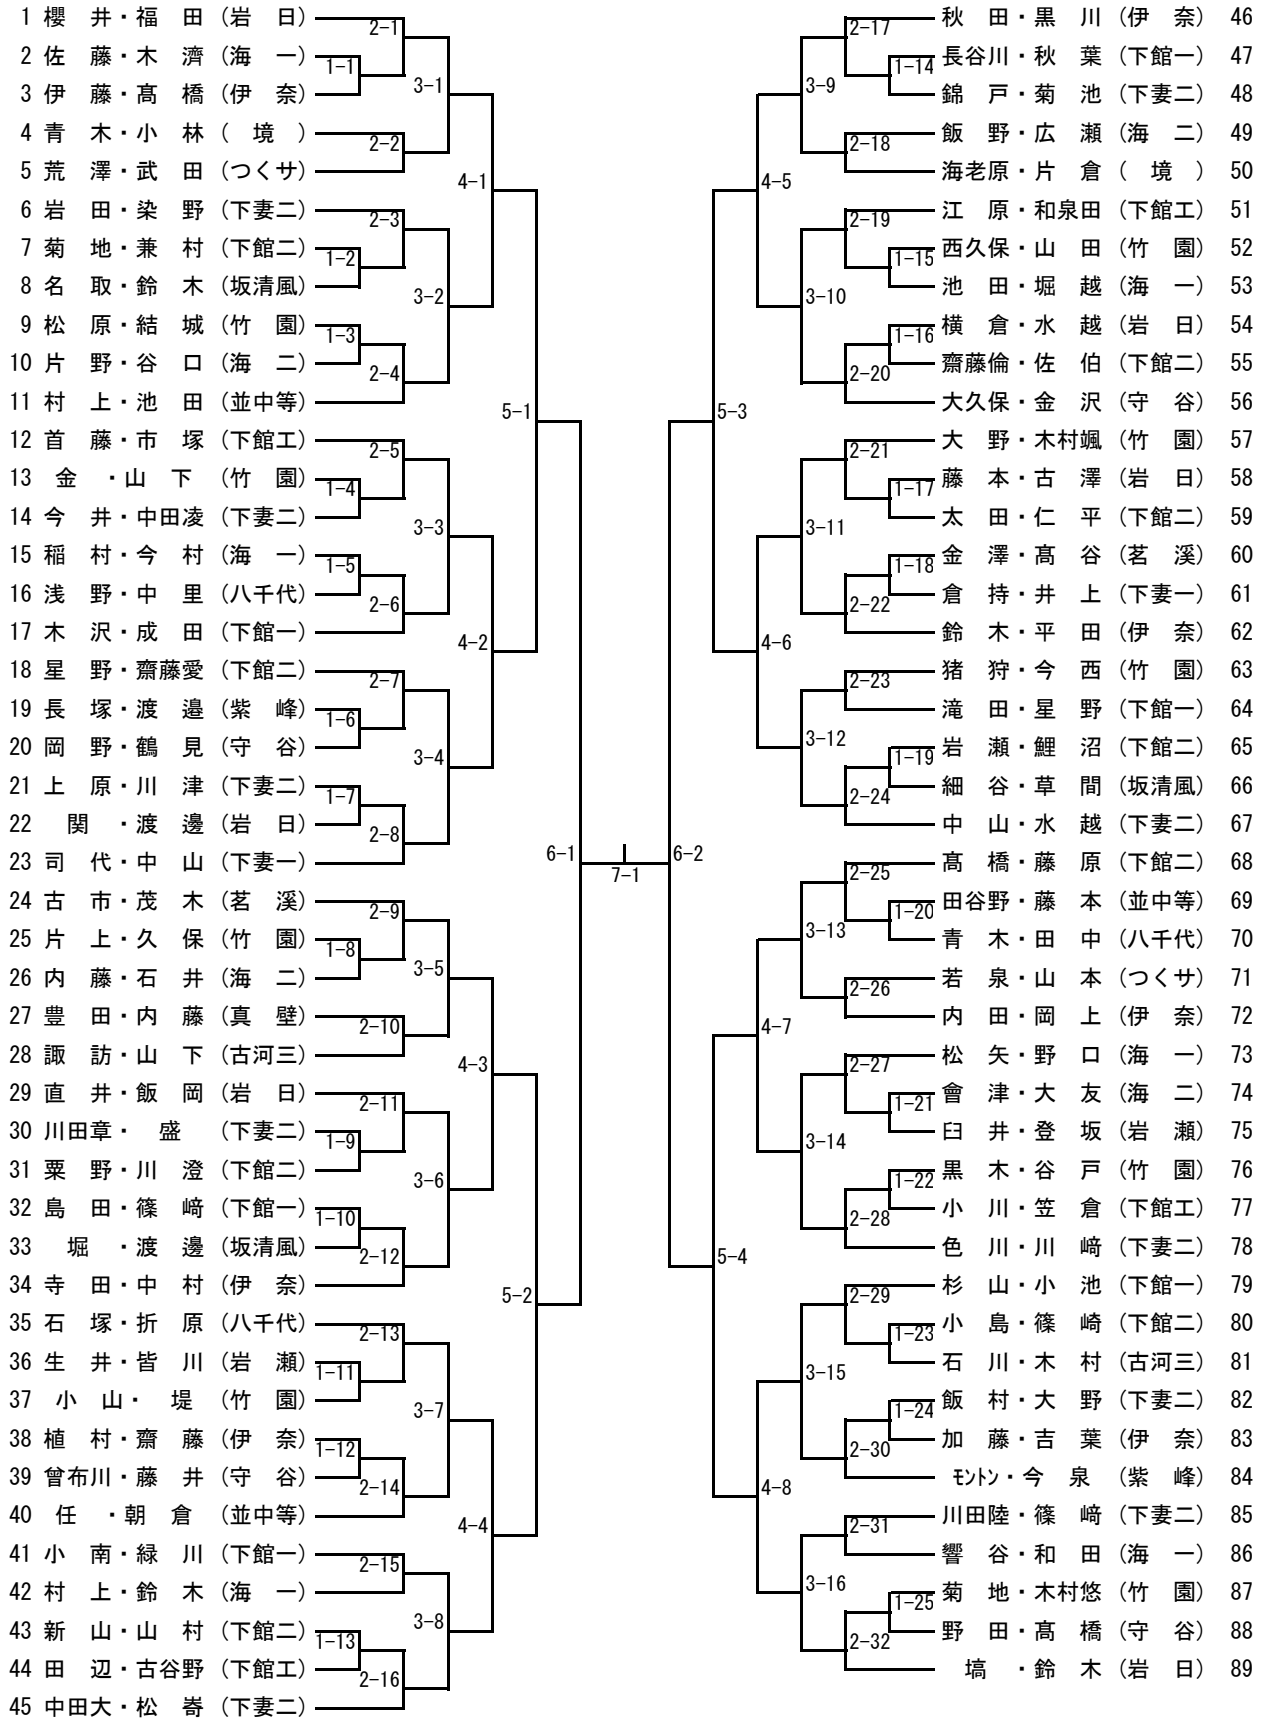 1 櫻　井・福　田（岩　日）
2 佐　藤・木　濟（海　一）
3 伊　藤・髙　橋（伊　奈）
4 青　木・小　林（　境　）
5 荒　澤・武　田（つくサ）
6 岩　田・染　野（下妻二）
7 菊　地・兼　村（下館二）
8 名　取・鈴　木（坂清風）
9 松　原・結　城（竹　園）
10 片　野・谷　口（海　二）
11 村　上・池　田（並中等）
12 首　藤・市　塚（下館工）
13 　金　・山　下　（竹　園）
14 今　井・中田凌（下妻二）
15 稲　村・今　村（海　一）
16 浅　野・中　里（八千代）
17 木　沢・成　田（下館一）
18 星　野・齋藤愛（下館二）
19 長　塚・渡　邉（紫　峰）
20 岡　野・鶴　見（守　谷）
21 上　原・川　津（下妻二）
22 　関　・渡　邊（岩　日）
23 司　代・中　山（下妻一）
24 古　市・茂　木（茗　溪）
25 片　上・久　保（竹　園）
26 内　藤・石　井（海　二）
27 豊　田・内　藤（真　壁）
28 諏　訪・山　下（古河三）
29 直　井・飯　岡（岩　日）
30 川田章・　盛　（下妻二）
31 粟　野・川　澄（下館二）
32 島　田・篠　﨑（下館一）
33 　堀　・渡　邊（坂清風）
34 寺　田・中　村（伊　奈）
35 石　塚・折　原（八千代）
36 生　井・皆　川（岩　瀬）
37 小　山・　堤　（竹　園）
38 植　村・齋　藤（伊　奈）
39 曾布川・藤　井（守　谷）
40 　任　・朝　倉（並中等）
41 小　南・緑　川（下館一）
42 村　上・鈴　木（海　一）
43 新　山・山　村（下館二）
44 田　辺・古谷野（下館工）
45 中田大・松　嵜（下妻二）
1-1
1-2
1-3
1-4
1-5
1-6
1-7
1-8
1-9
1-10
1-11
1-12
1-13
2-1
2-2
2-3
2-4
2-5
2-6
2-7
2-8
2-9
2-10
2-11
2-12
2-13
2-14
2-15
2-16
3-1
3-2
3-3
3-4
3-5
3-6
3-7
3-8
4-1
4-2
4-3
4-4
5-1
5-2
6-1
7-1
6-2
5-3
5-4
4-5
4-6
4-7
4-8
3-9
3-10
3-11
3-12
3-13
3-14
3-15
3-16
2-17
2-18
2-19
2-20
2-21
2-22
2-23
2-24
2-25
2-26
2-27
2-28
2-29
2-30
2-31
2-32
1-14
1-15
1-16
1-17
1-18
1-19
1-20
1-21
1-22
1-23
1-24
1-25
秋　田・黒　川（伊　奈） 46
長谷川・秋　葉（下館一） 47
錦　戸・菊　池（下妻二） 48
飯　野・広　瀬（海　二） 49
海老原・片　倉（　境　） 50
江　原・和泉田（下館工） 51
西久保・山　田（竹　園） 52
池　田・堀　越（海　一） 53
横　倉・水　越（岩　日） 54
齋藤倫・佐　伯（下館二） 55
大久保・金　沢（守　谷） 56
大　野・木村颯（竹　園） 57
藤　本・古　澤（岩　日） 58
太　田・仁　平（下館二） 59
金　澤・髙　谷（茗　溪） 60
倉　持・井　上（下妻一） 61
鈴　木・平　田（伊　奈） 62
猪　狩・今　西（竹　園） 63
滝　田・星　野（下館一） 64
岩　瀬・鯉　沼（下館二） 65
細　谷・草　間（坂清風） 66
中　山・水　越（下妻二） 67
髙　橋・藤　原（下館二） 68
田谷野・藤　本（並中等） 69
青　木・田　中（八千代） 70
若　泉・山　本（つくサ） 71
内　田・岡　上（伊　奈） 72
松　矢・野　口（海　一） 73
會　津・大　友（海　二） 74
臼　井・登　坂（岩　瀬） 75
黒　木・谷　戸（竹　園） 76
小　川・笠　倉（下館工） 77
色　川・川　﨑（下妻二） 78
杉　山・小　池（下館一） 79
小　島・篠　崎（下館二） 80
石　川・木　村（古河三） 81
飯　村・大　野（下妻二） 82
加　藤・吉　葉（伊　奈） 83
ﾓﾝﾄﾝ・今　泉　（紫　峰） 84
川田陸・篠　﨑（下妻二） 85
響　谷・和　田（海　一） 86
菊　地・木村悠（竹　園） 87
野　田・髙　橋（守　谷） 88
　塙　・鈴　木（岩　日） 89